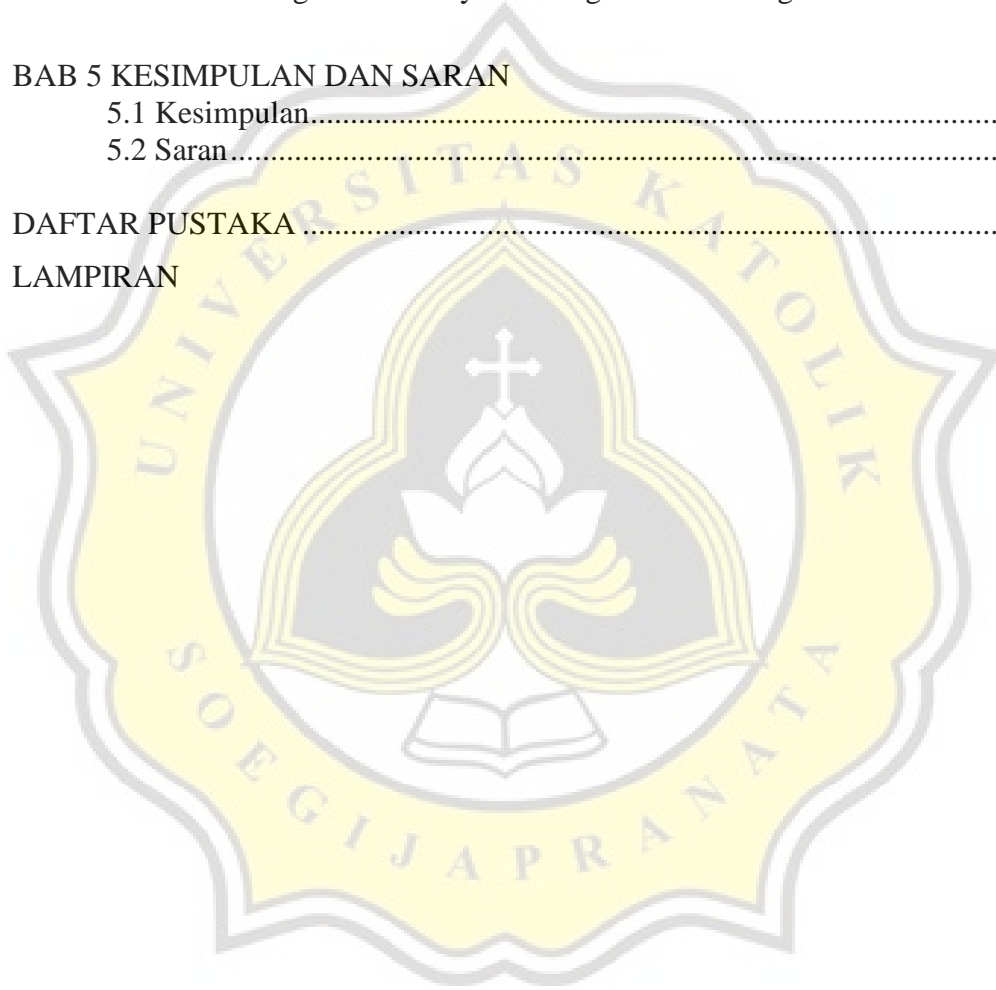 BAB 5 KESIMPULAN DAN SARAN
5.1 Kesimpulan...........................................................................................
5.2 Saran.....................................................................................................
DAFTAR PUSTAKA .........................................................................................
LAMPIRAN
UNIVERSITAS KATOLIK
SOEGIJAPRANATA